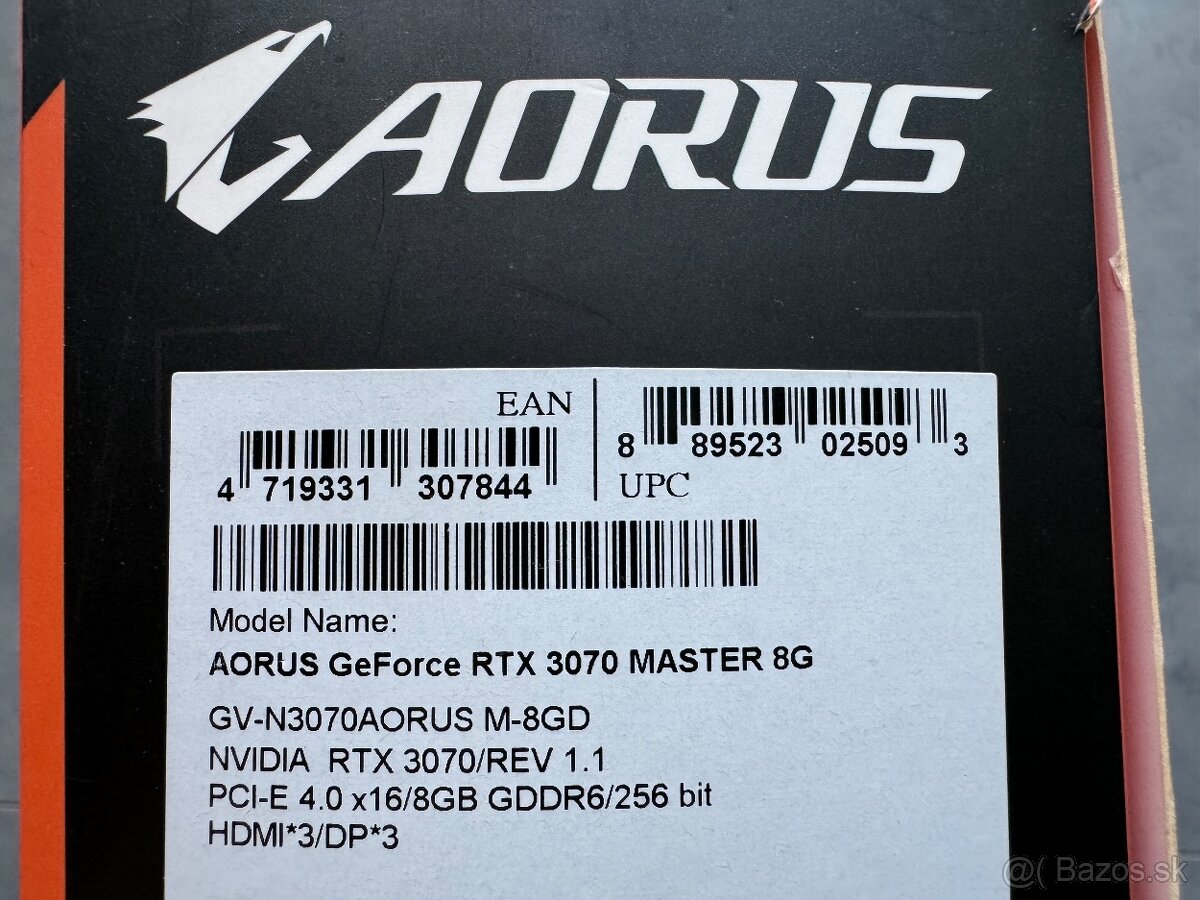 AORUS
EAN
4 719331 307844
8 89523 02509 3
UPC
Model Name:
AORUS GeForce RTX 3070 MASTER 8G
GV-N3070AORUS M-8GD
NVIDIA RTX 3070/REV 1.1
PCI-E 4.0 x16/8GB GDDR6/256 bit
HDMI*3/DP*3
@( Bazos.sk